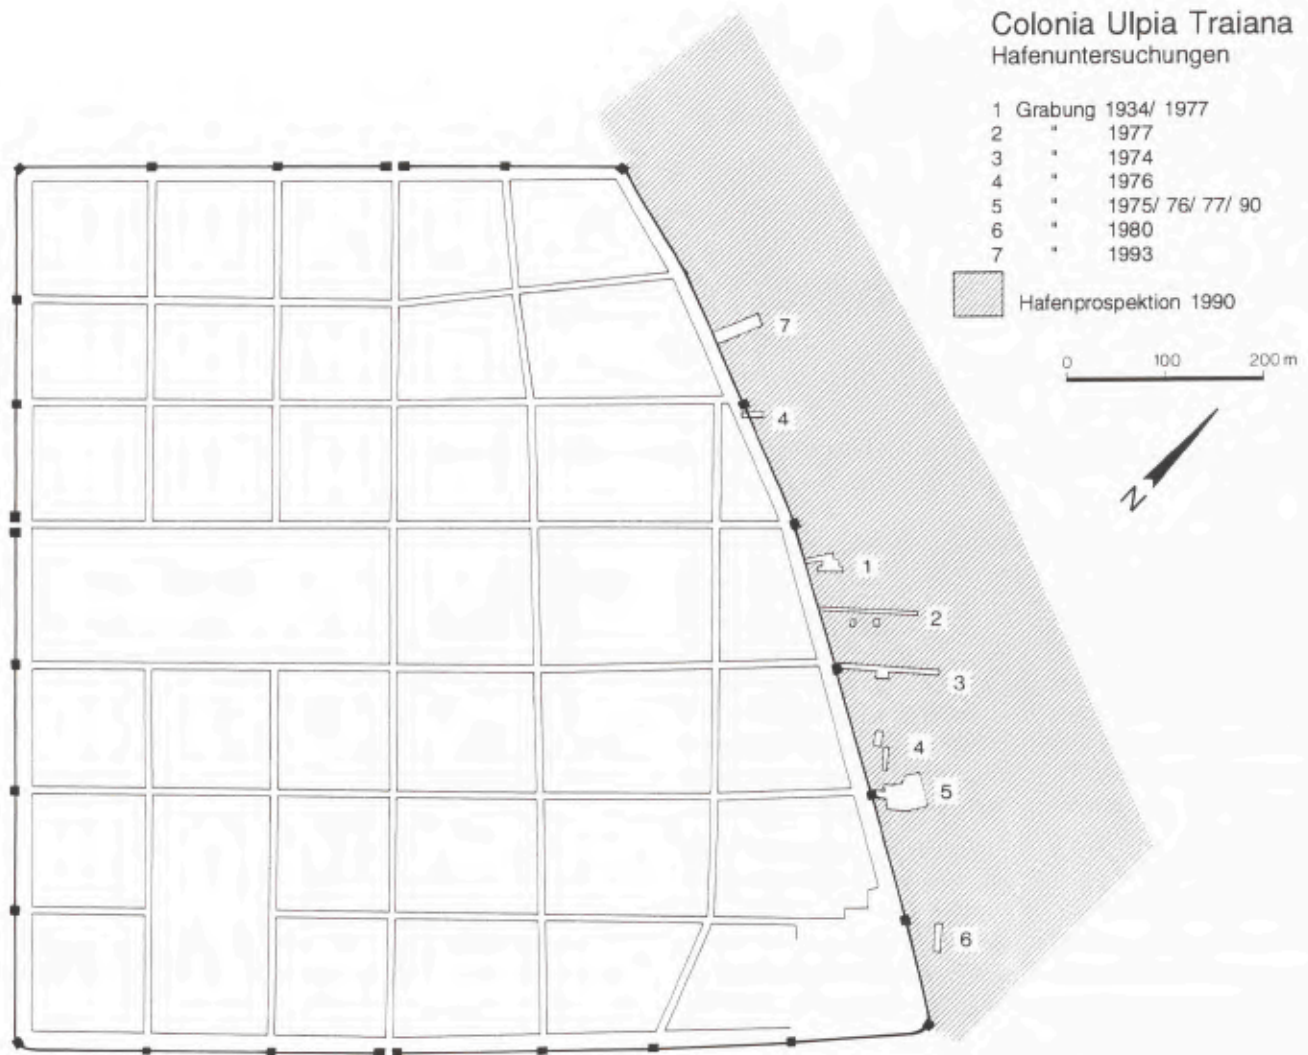 Colonia Ulpia Traiana
Hafenuntersuchungen
1 Grabung 1934/ 1977
2 " 1977
3 " 1974
4 " 1976
5 " 1975/ 76/ 77/ 90
6 " 1980
7 " 1993
Hafenprospektion 1990
0 100 200 m
N
7
4
1
2
3
4
5
6